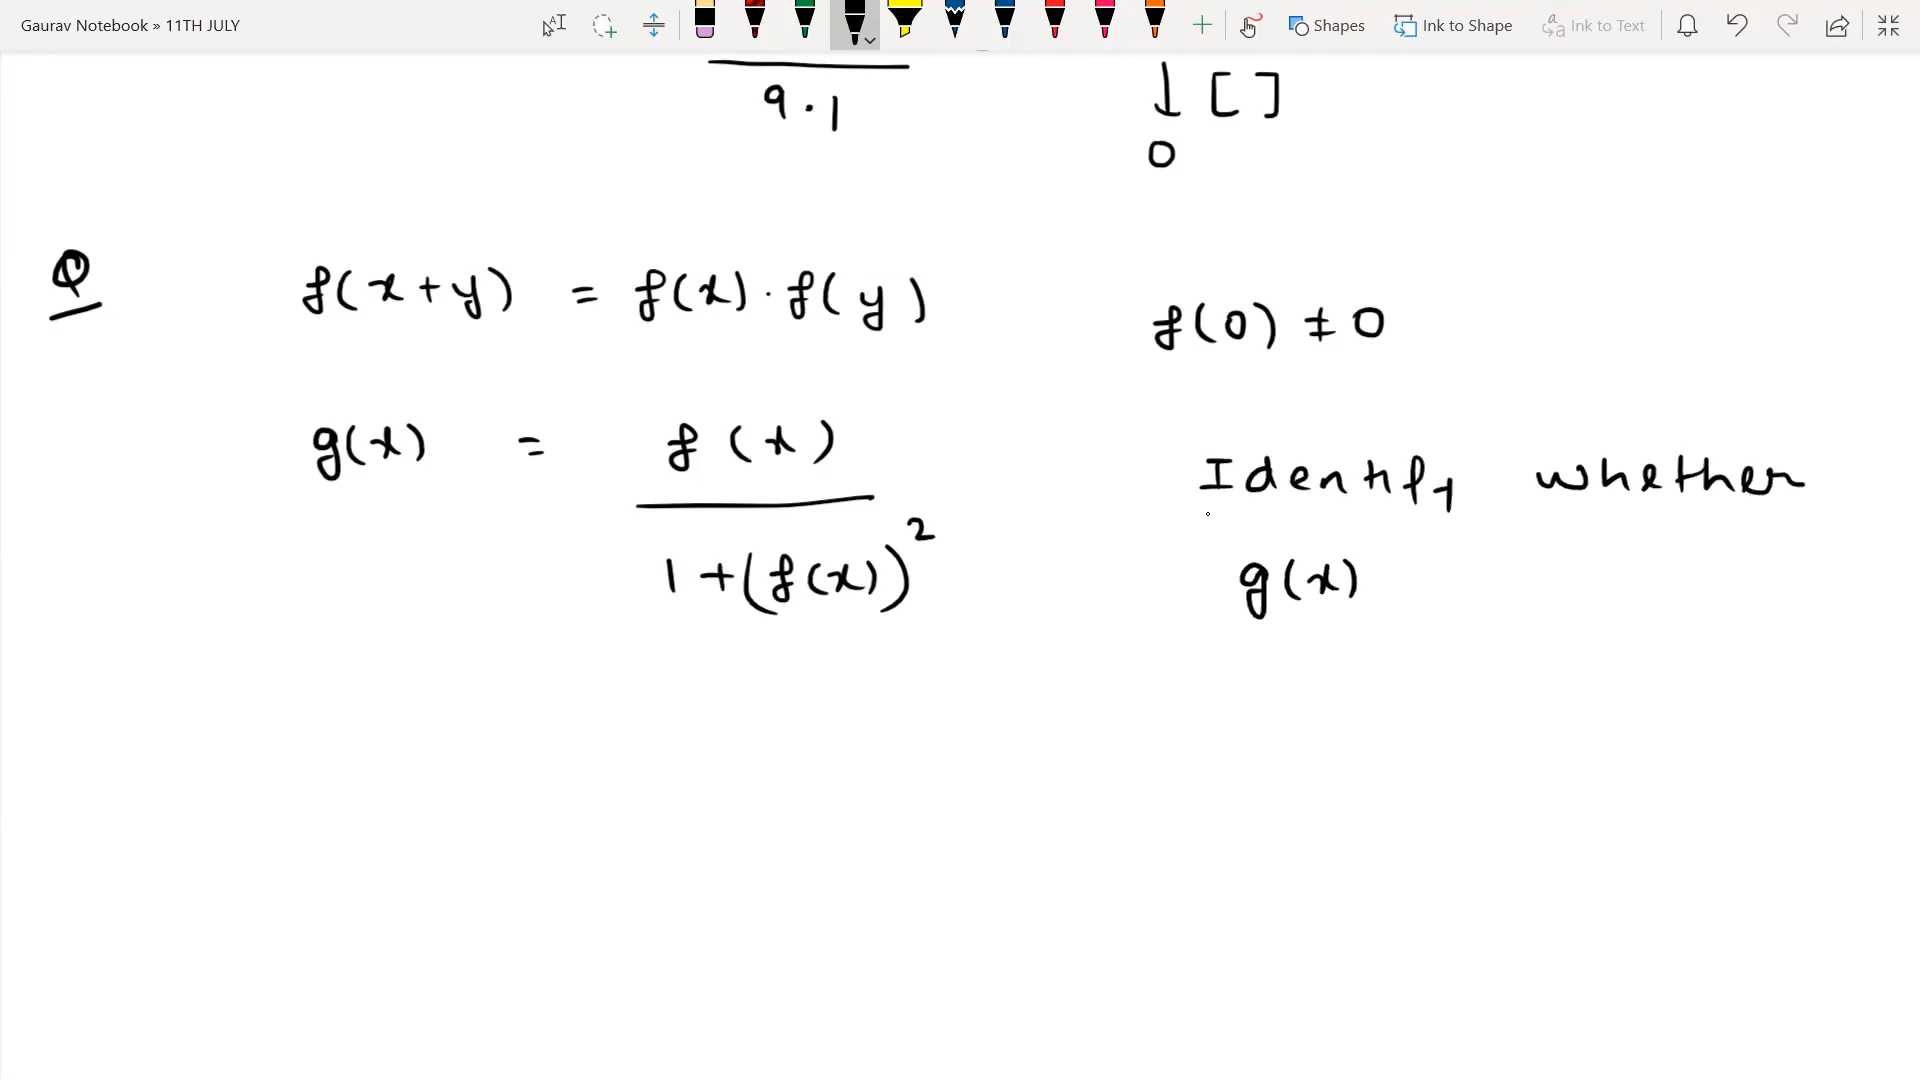 Gaurav Notebook » 11TH JULY
Shapes
Ink to Shape
Ink to Text
9.1
↓ [ ]
0
Q
f(x+y) = f(x) · f(y)
f(0) ≠ 0
g(x) = f(x) / 1+(f(x))²
Identify whether
g(x)